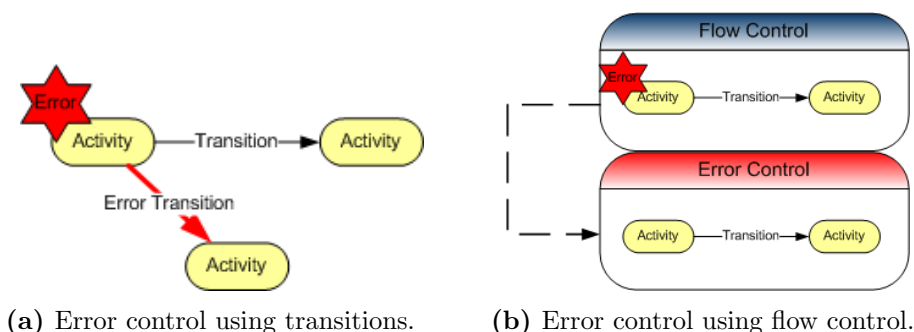 Error
Activity
Transition
Activity
Error Transition
Activity
(a) Error control using transitions.
Flow Control
Error
Activity
Transition
Activity
Error Control
Activity
Transition
Activity
(b) Error control using flow control.